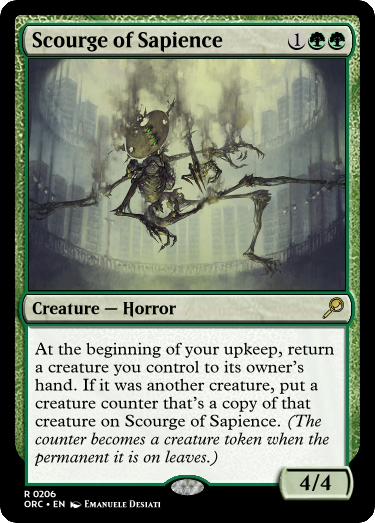 Scourge of Sapience 1
Creature — Horror
At the beginning of your upkeep, return
a creature you control to its owner's
hand. If it was another creature, put a
creature counter that's a copy of that
creature on Scourge of Sapience. (The
counter becomes a creature token when the
permanent it is on leaves.)
4/4
R 0206
ORC • EN Emanuele Desiati